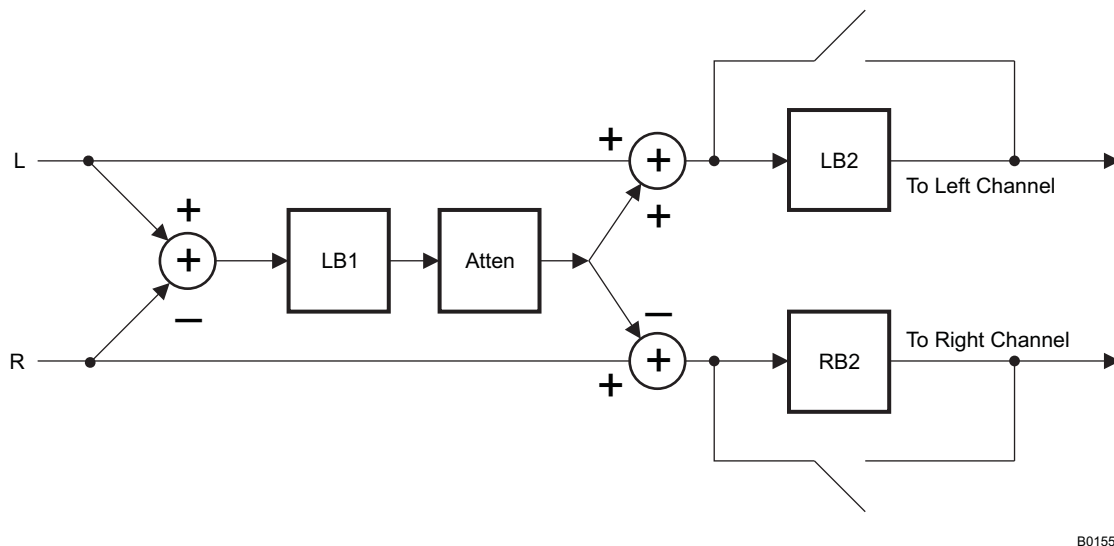 L
+
+
+
+
LB2
To Left Channel
+
+
LB1
Atten
−
−
R
+
+
RB2
To Right Channel
B0155